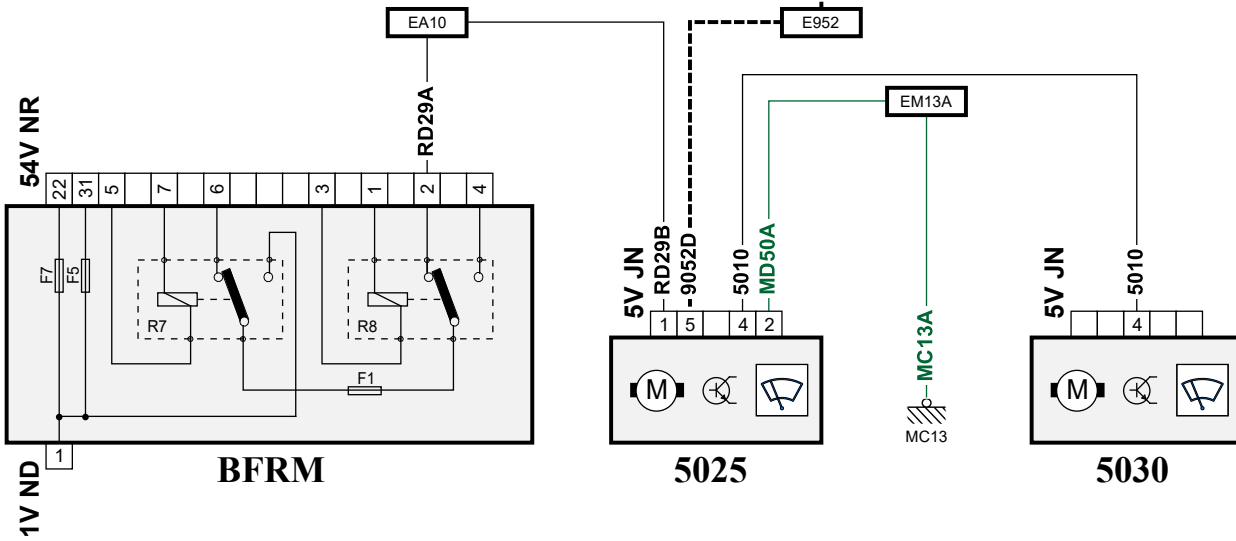 EA10
E952
EM13A
RD29A
54V NR
22 31 5 7 6 3 1 2 4
F7
F5
R7
R8
F1
1
1V ND
BFRM
5V JN
RD29B
9052D
5010
MD50A
1 5 4 2
M
5025
MC13A
MC13
5V JN
5010
4
M
5030